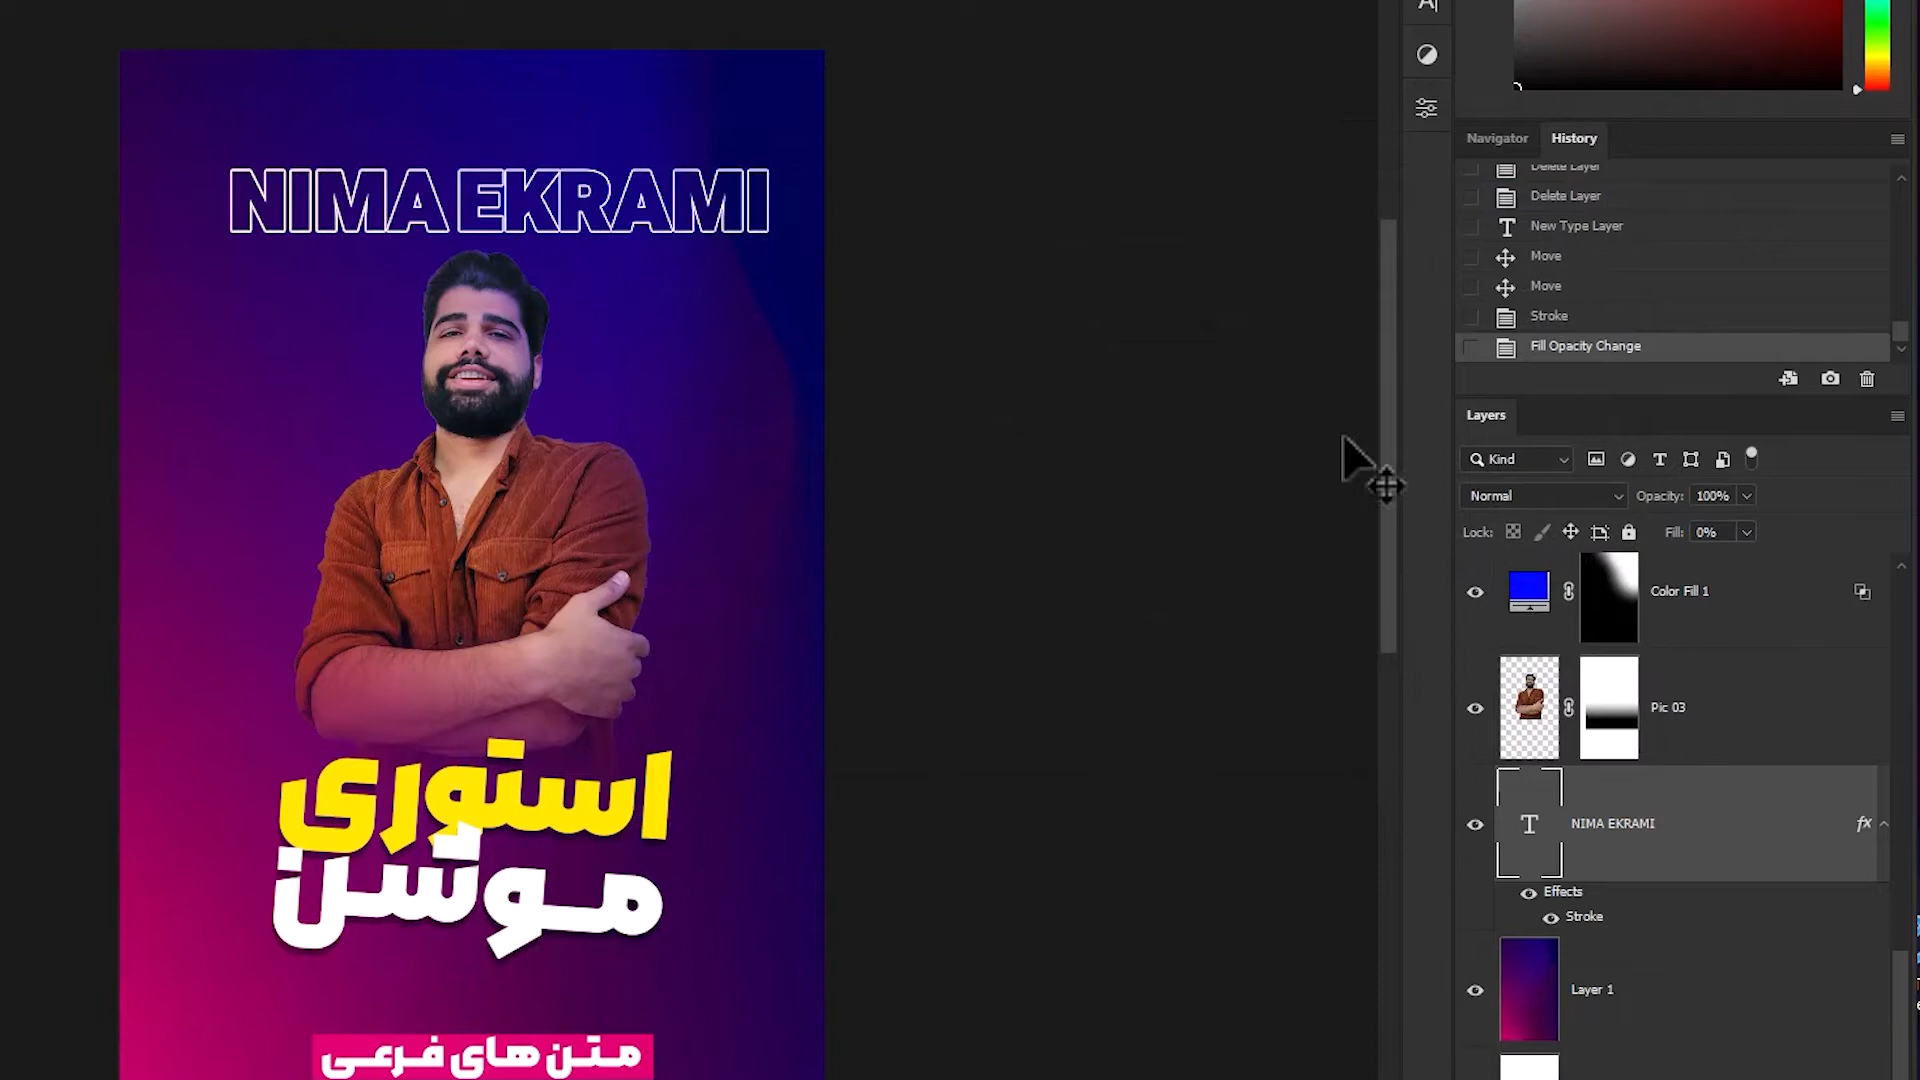 NIMA EKRAMI
استوری
موشن
متن های فرعی
A|
Navigator
History
Delete Layer
Delete Layer
New Type Layer
Move
Move
Stroke
Fill Opacity Change
Layers
Kind
Normal
Opacity: 100%
Lock:
Fill: 0%
Color Fill 1
Pic 03
T NIMA EKRAMI fx
Effects
Stroke
Layer 1